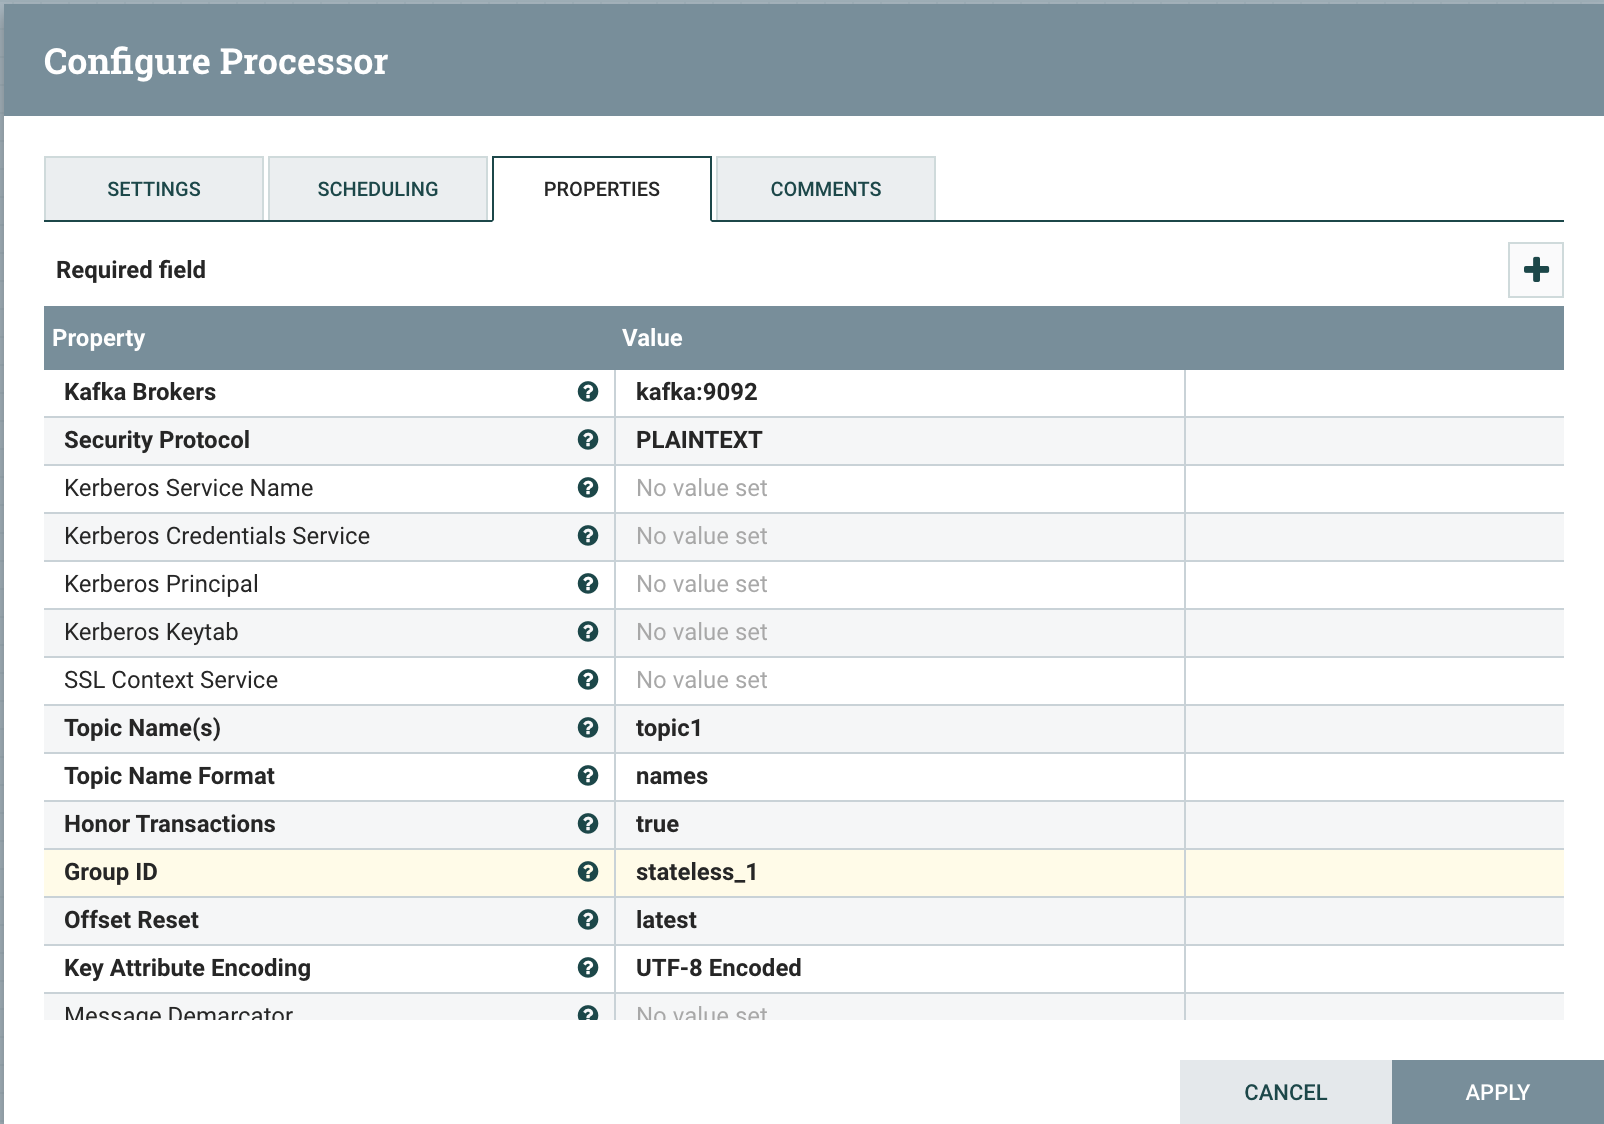 Configure Processor
SETTINGS SCHEDULING PROPERTIES COMMENTS
Required field
Property Value
Kafka Brokers kafka:9092
Security Protocol PLAINTEXT
Kerberos Service Name No value set
Kerberos Credentials Service No value set
Kerberos Principal No value set
Kerberos Keytab No value set
SSL Context Service No value set
Topic Name(s) topic1
Topic Name Format names
Honor Transactions true
Group ID stateless_1
Offset Reset latest
Key Attribute Encoding UTF-8 Encoded
Message Demarcator No value set
CANCEL APPLY